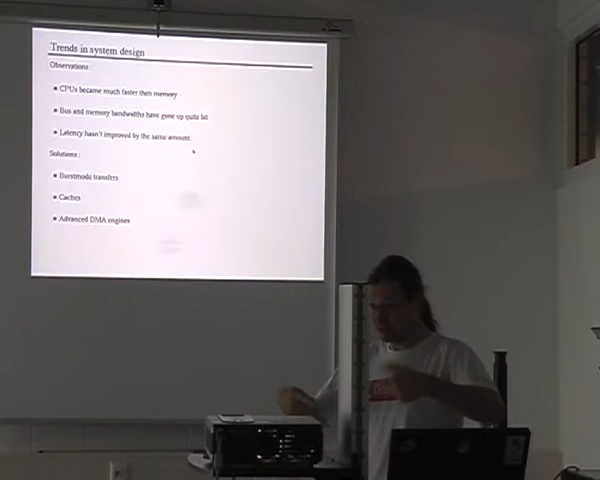 Trends in system design
Observations :
CPUs became much faster then memory
Bus and memory bandwidths have gone up quite bit
Latency hasn't improved by the same amount
Solutions :
Burstmode transfers
Caches
Advanced DMA engines